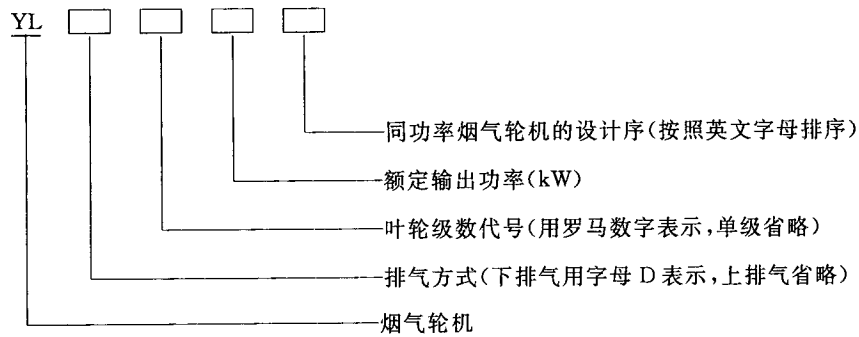 YL
同功率烟气轮机的设计序(按照英文字母排序)
额定输出功率(kW)
叶轮级数代号(用罗马数字表示,单级省略)
排气方式(下排气用字母D表示,上排气省略)
烟气轮机